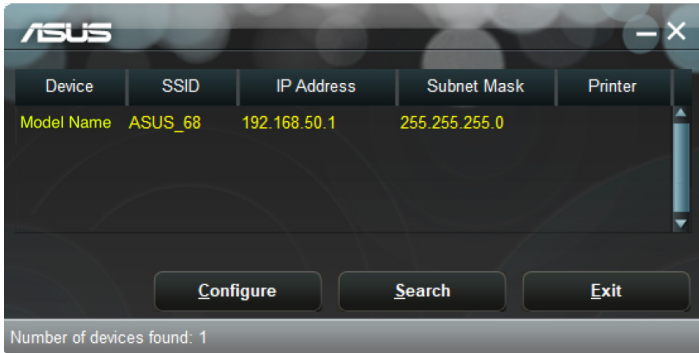 ASUS
Device SSID IP Address Subnet Mask Printer
Model Name ASUS_68 192.168.50.1 255.255.255.0
Configure Search Exit
Number of devices found: 1